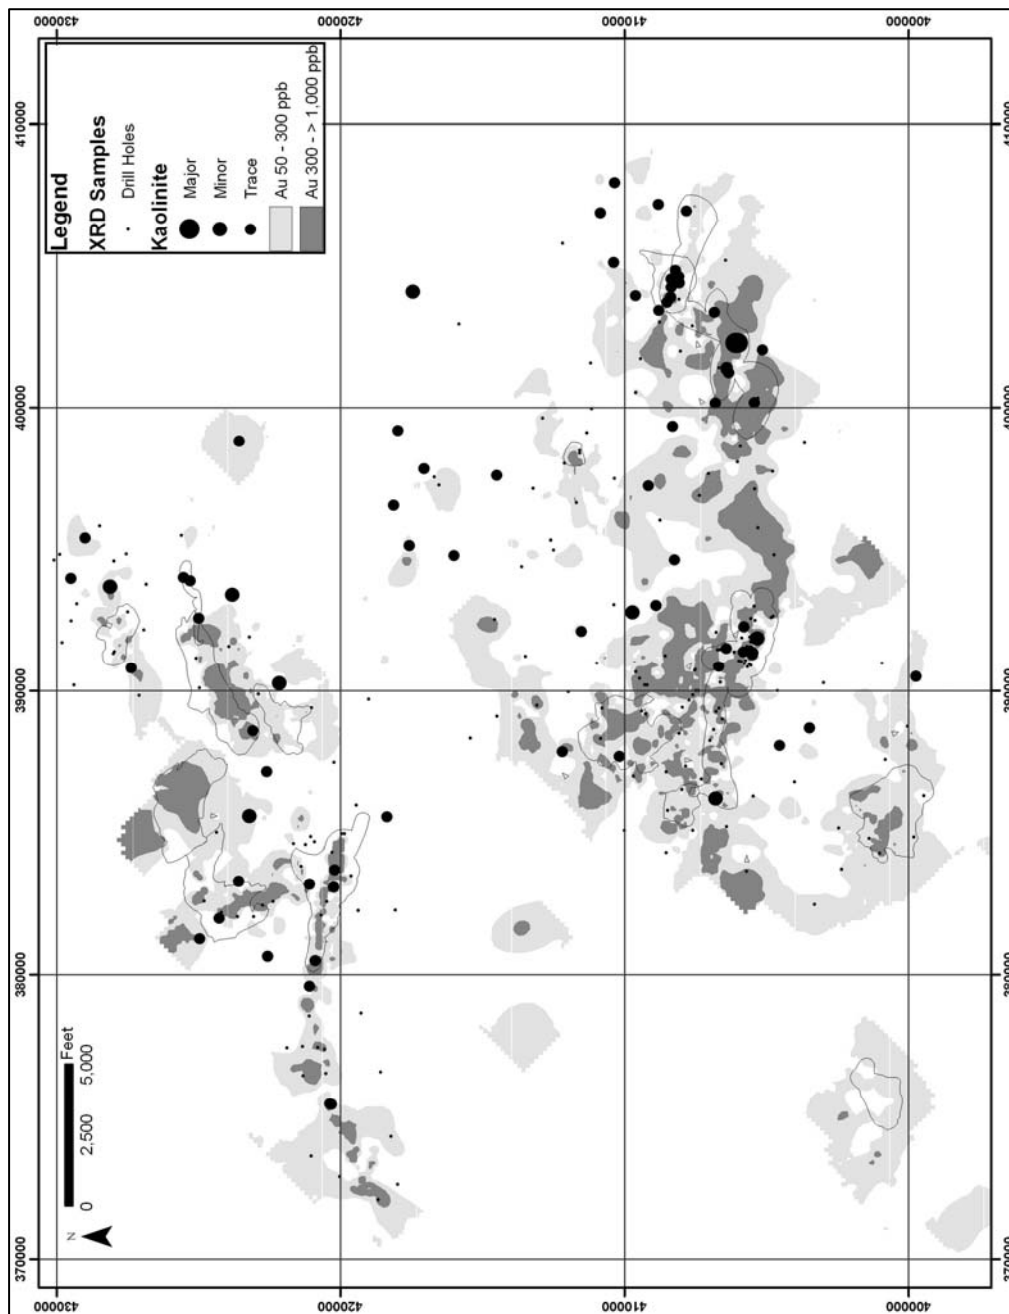 430000
420000
410000
400000
Legend
XRD Samples
Drill Holes
Kaolinite
Major
Minor
Trace
Au 50 - 300 ppb
Au 300 - > 1,000 ppb
410000
400000
390000
380000
370000
410000
400000
390000
380000
370000
N
Feet
0 2,500 5,000
430000
420000
410000
400000